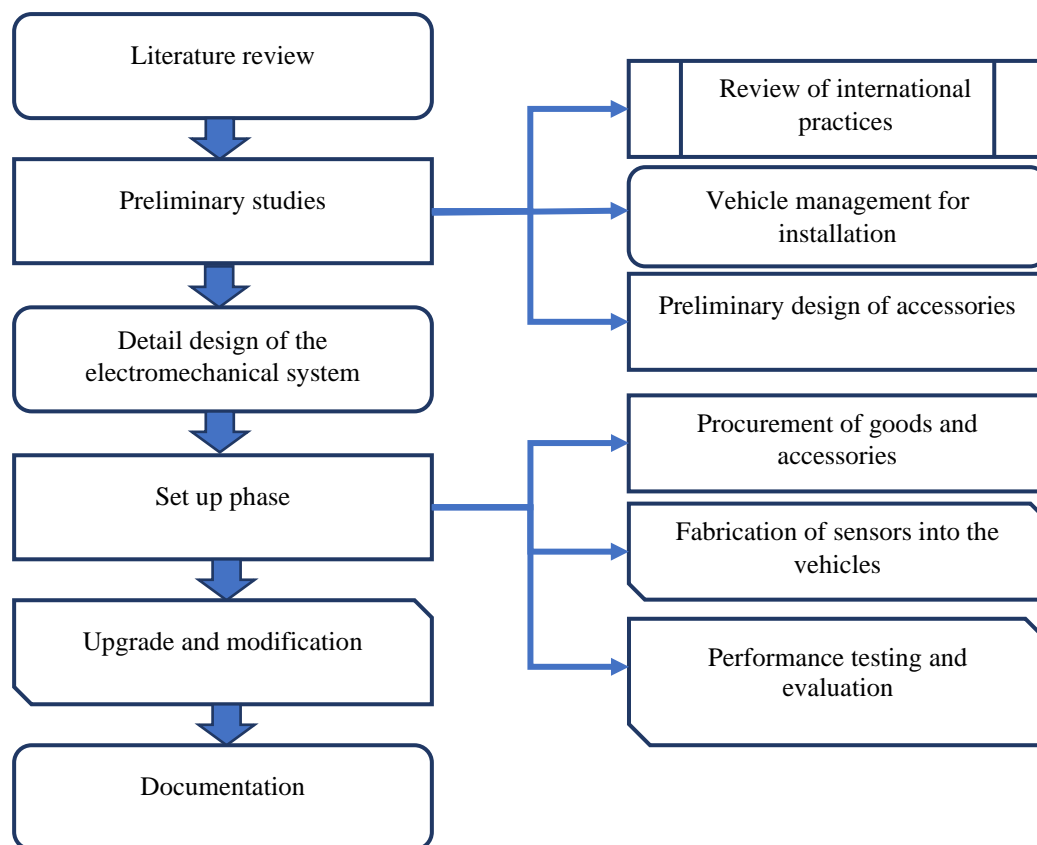 Literature review
Preliminary studies
Detail design of the
electromechanical system
Set up phase
Upgrade and modification
Documentation
Review of international
practices
Vehicle management for
installation
Preliminary design of accessories
Procurement of goods and
accessories
Fabrication of sensors into the
vehicles
Performance testing and
evaluation